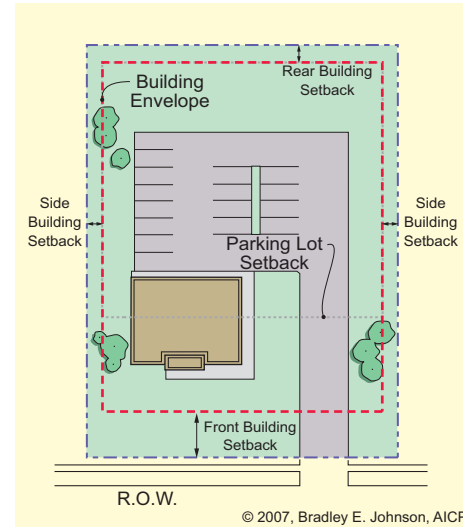 Rear Building
Setback
Building
Envelope
Side
Building
Setback
Side
Building
Setback
Parking Lot
Setback
Front Building
Setback
R.O.W.
© 2007, Bradley E. Johnson, AICP